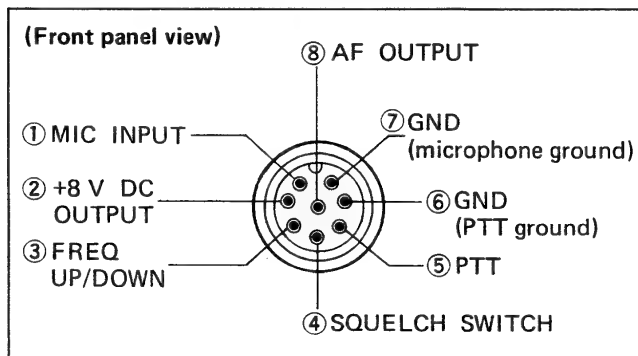 (Front panel view)
⑧ AF OUTPUT
① MIC INPUT
⑦ GND
(microphone ground)
② +8 V DC
OUTPUT
⑥ GND
(PTT ground)
③ FREQ
UP/DOWN
⑤ PTT
④ SQUELCH SWITCH